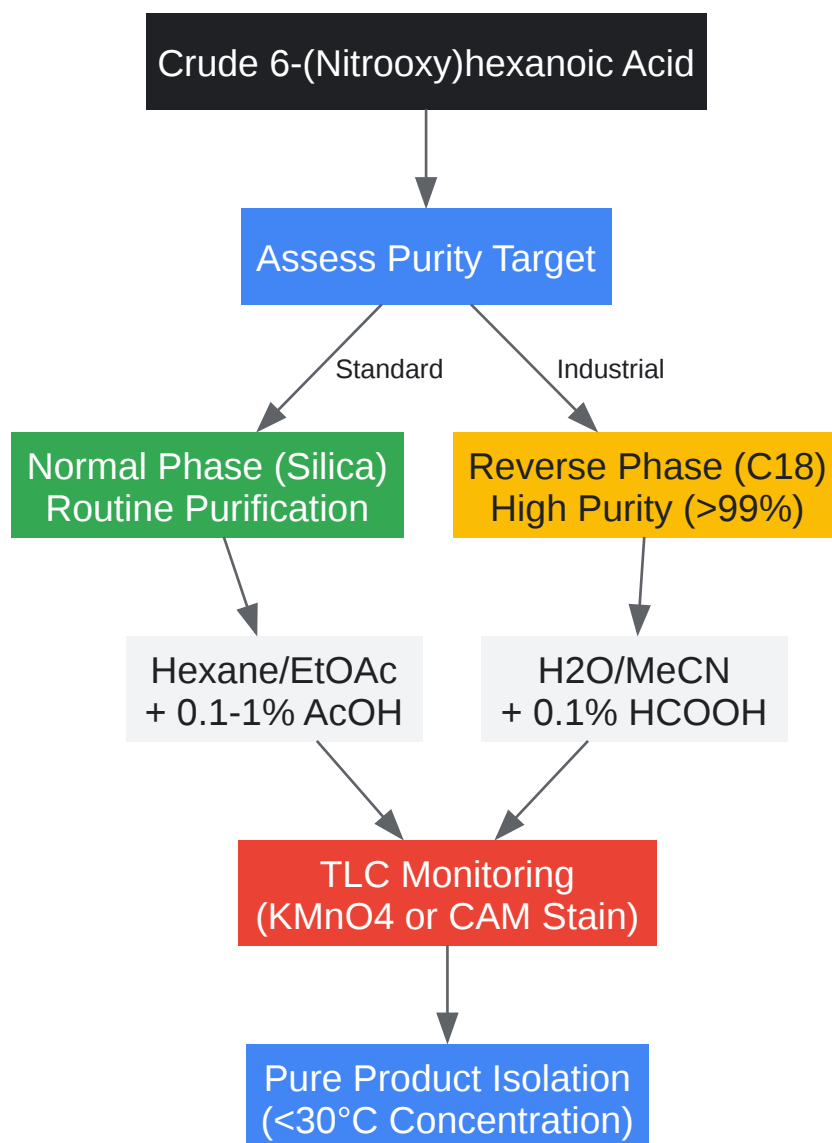 Crude 6-(Nitrooxy)hexanoic Acid
Assess Purity Target
Standard
Industrial
Normal Phase (Silica)
Routine Purification
Reverse Phase (C18)
High Purity (>99%)
Hexane/EtOAc
+ 0.1-1% AcOH
H2O/MeCN
+ 0.1% HCOOH
TLC Monitoring
(KMnO4 or CAM Stain)
Pure Product Isolation
(<30°C Concentration)